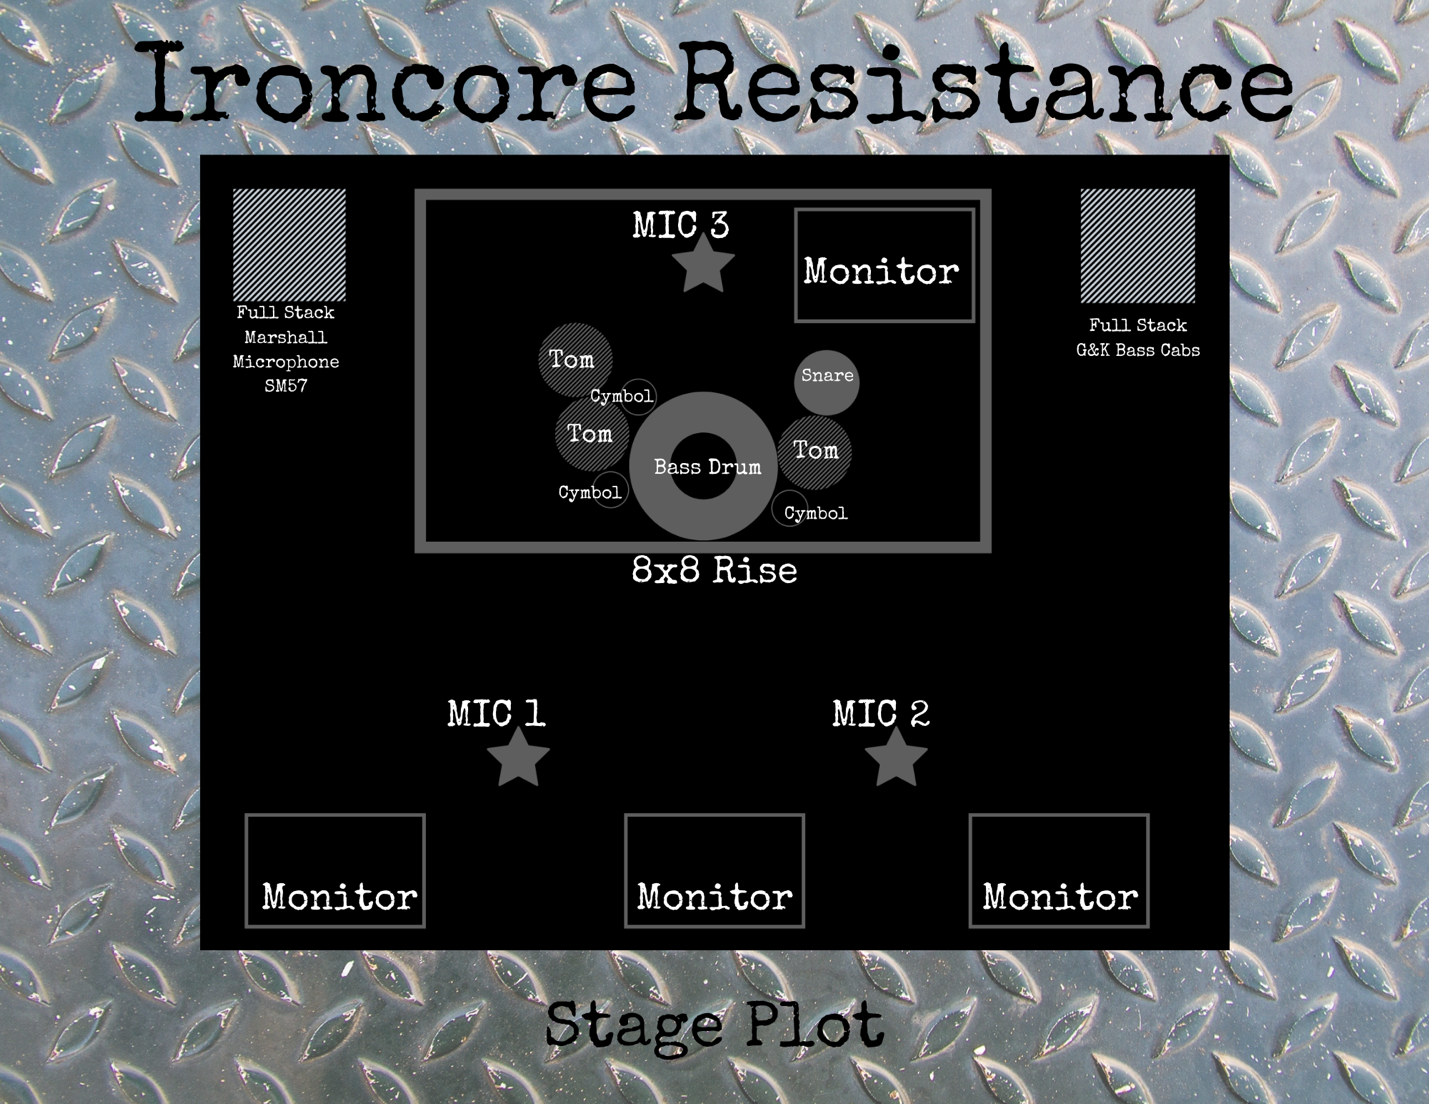 Ironcore Resistance
MIC 3
Monitor
Full Stack
Marshall
Microphone
SM57
Full Stack
G&K Bass Cabs
Tom
Snare
Cymbol
Tom
Tom
Bass Drum
Cymbol
Cymbol
8x8 Rise
MIC 1
MIC 2
Monitor
Monitor
Monitor
Stage Plot